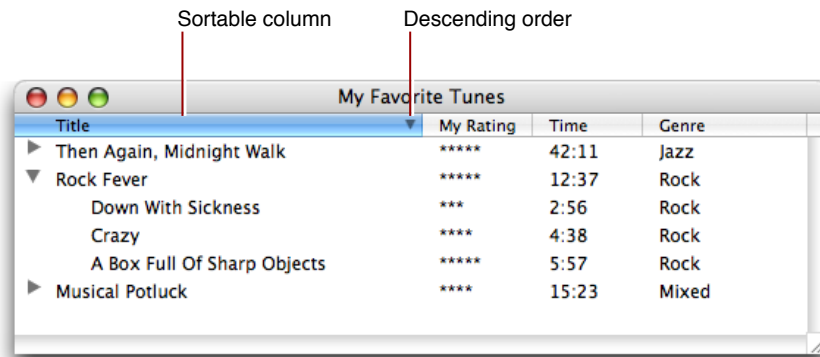 Sortable column Descending order
My Favorite Tunes
Title My Rating Time Genre
Then Again, Midnight Walk ***** 42:11 Jazz
Rock Fever ***** 12:37 Rock
Down With Sickness *** 2:56 Rock
Crazy **** 4:38 Rock
A Box Full Of Sharp Objects ***** 5:57 Rock
Musical Potluck **** 15:23 Mixed